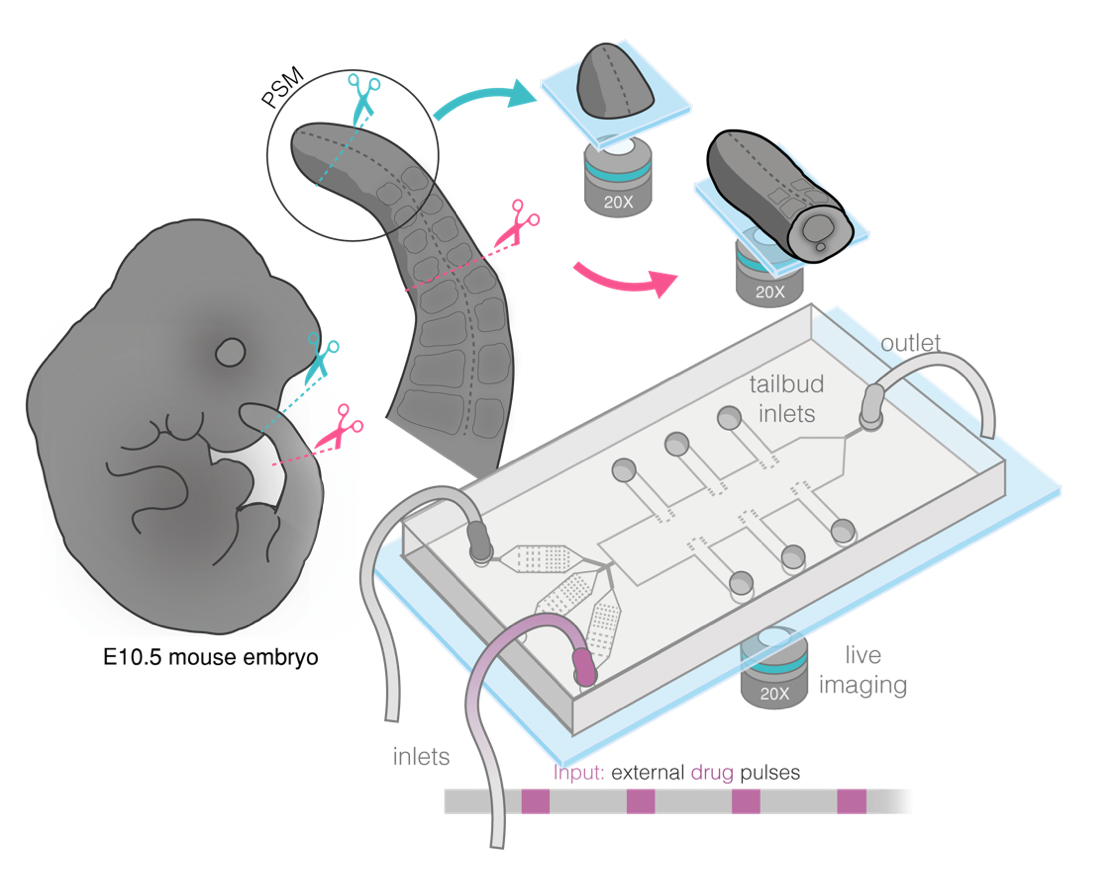 PSM
20X
20X
E10.5 mouse embryo
outlet
tailbud
inlets
live
imaging
20X
inlets
Input: external drug pulses